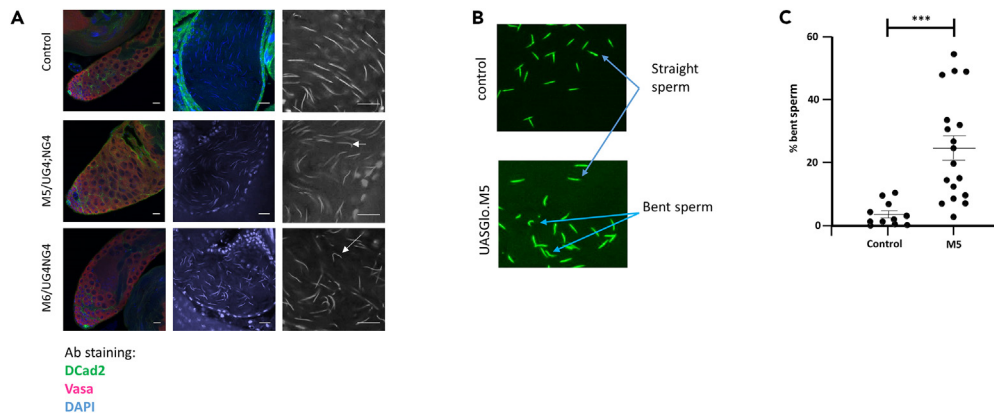 A
Control
M5/UG4;NG4
M6/UG4NG4
Ab staining:
DCad2
Vasa
DAPI
B
control
UASGlo.M5
Straight
sperm
Bent sperm
C
***
60
40
20
0
% bent sperm
Control
M5